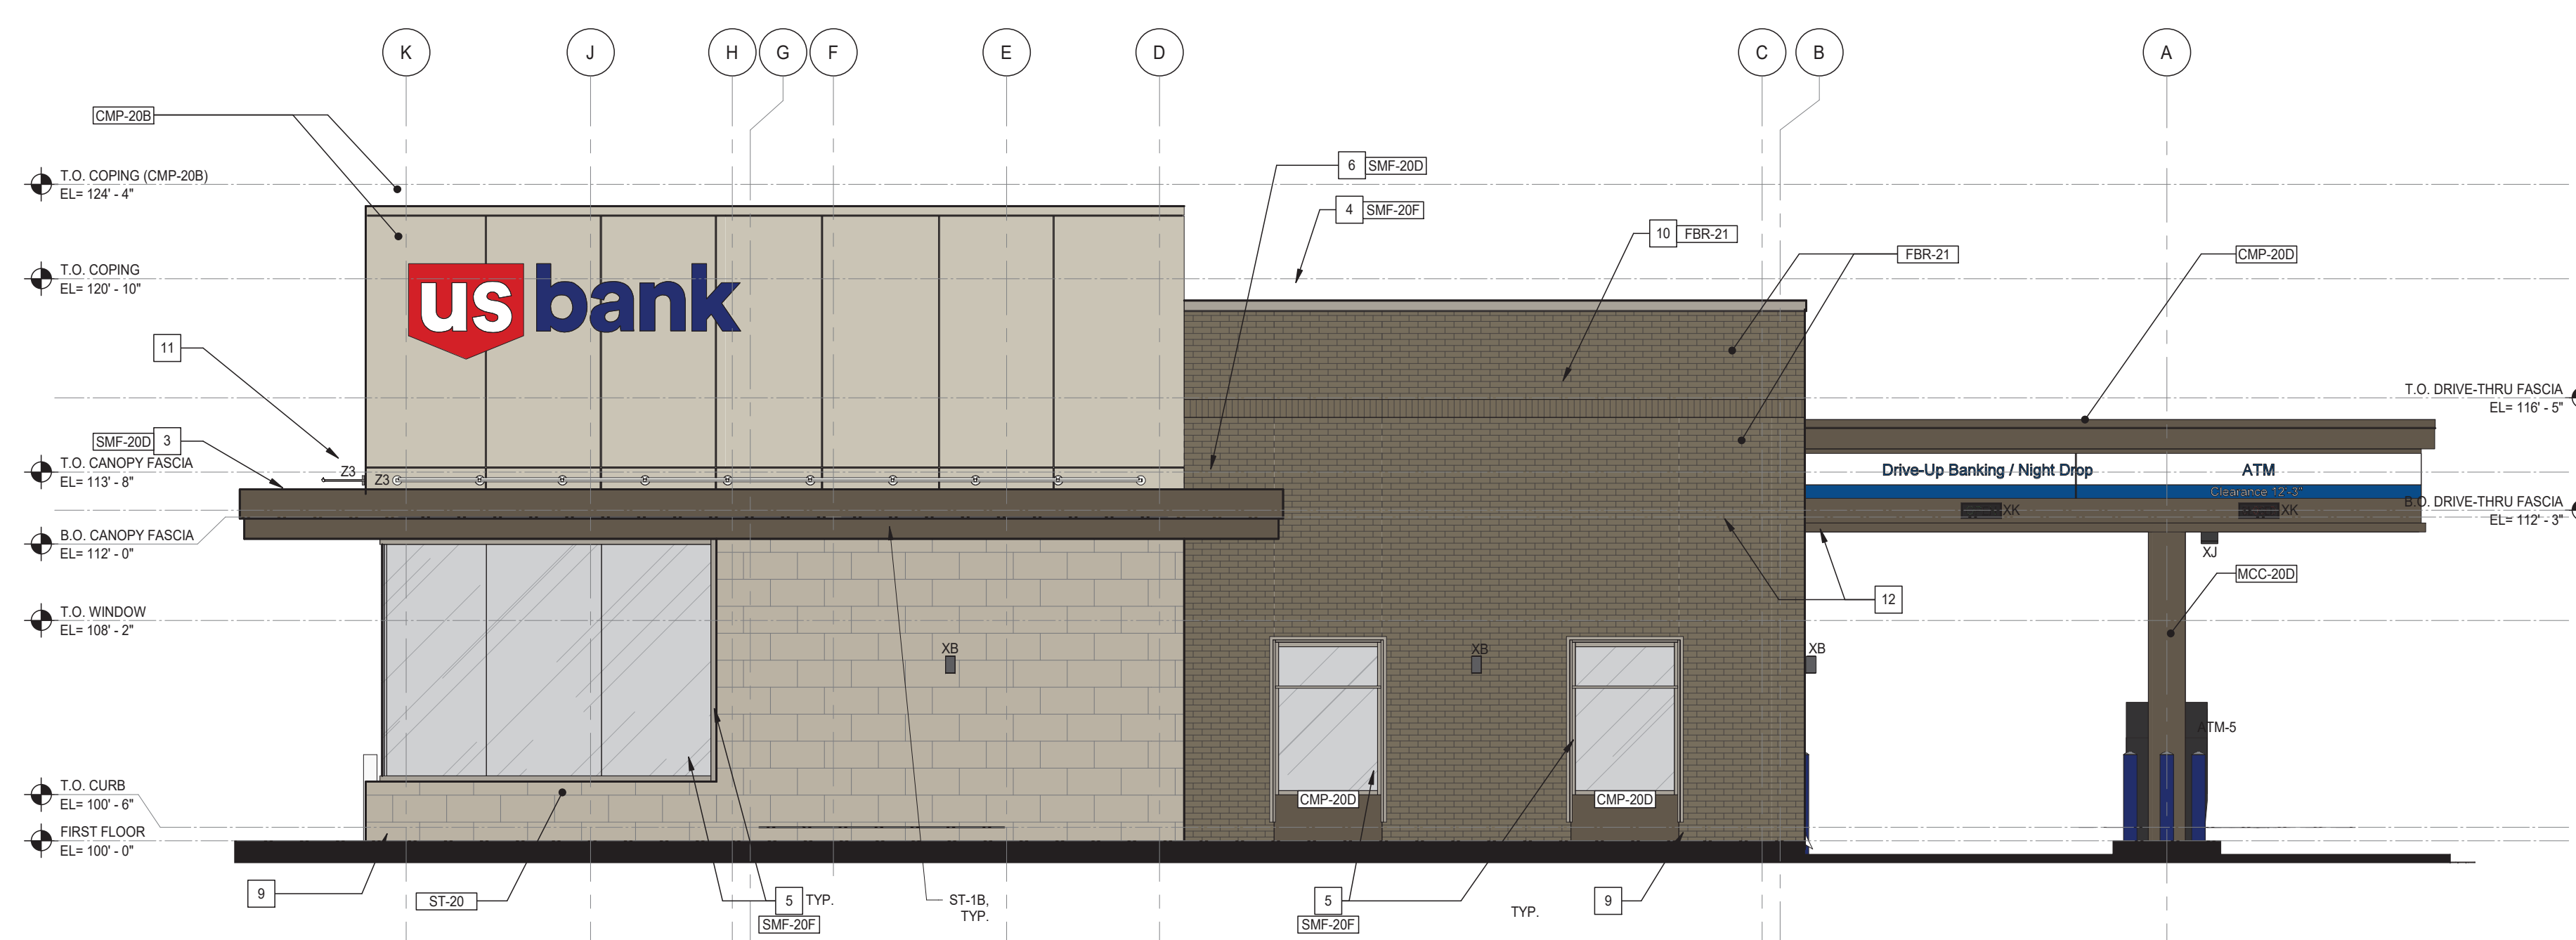 K
J
H
G
F
E
D
C
B
A
CMP-20B
T.O. COPING (CMP-20B)
EL= 124' - 4"
6 SMF-20D
4 SMF-20F
10 FBR-21
FBR-21
CMP-20D
T.O. COPING
EL= 120' - 10"
us bank
11
T.O. DRIVE-THRU FASCIA
EL= 116' - 5"
SMF-20D 3
T.O. CANOPY FASCIA
EL= 113' - 8"
Z3
Z3
Drive-Up Banking / Night Drop
ATM
Clearance 12'-3"
XK
XK
B.O. DRIVE-THRU FASCIA
EL= 112' - 3"
B.O. CANOPY FASCIA
EL= 112' - 0"
XJ
MCC-20D
12
T.O. WINDOW
EL= 108' - 2"
XB
XB
XB
ATM-5
T.O. CURB
EL= 100' - 6"
CMP-20D
CMP-20D
FIRST FLOOR
EL= 100' - 0"
9
ST-20
5 TYP.
SMF-20F
ST-1B,
TYP.
5
SMF-20F
TYP.
9